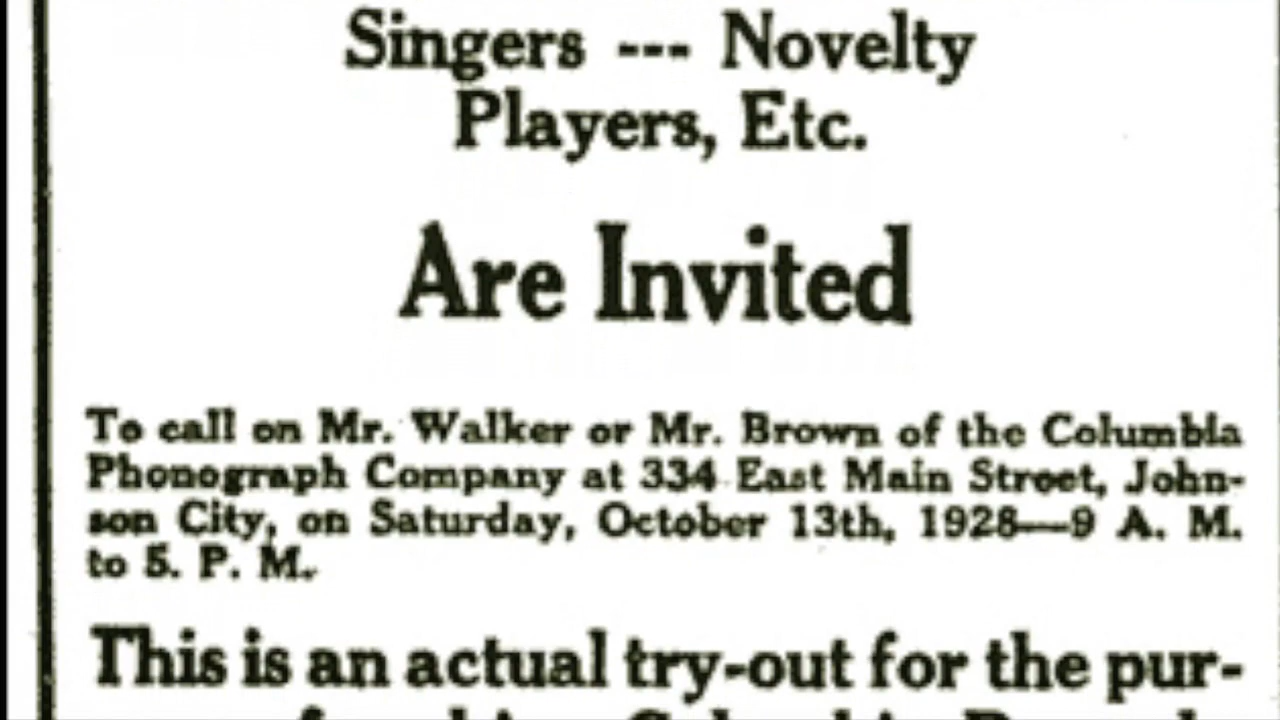 Singers --- Novelty
Players, Etc.
Are Invited
To call on Mr. Walker or Mr. Brown of the Columbia
Phonograph Company at 334 East Main Street, John-
son City, on Saturday, October 13th, 1928—9 A. M.
to 5. P. M.
This is an actual try-out for the pur-